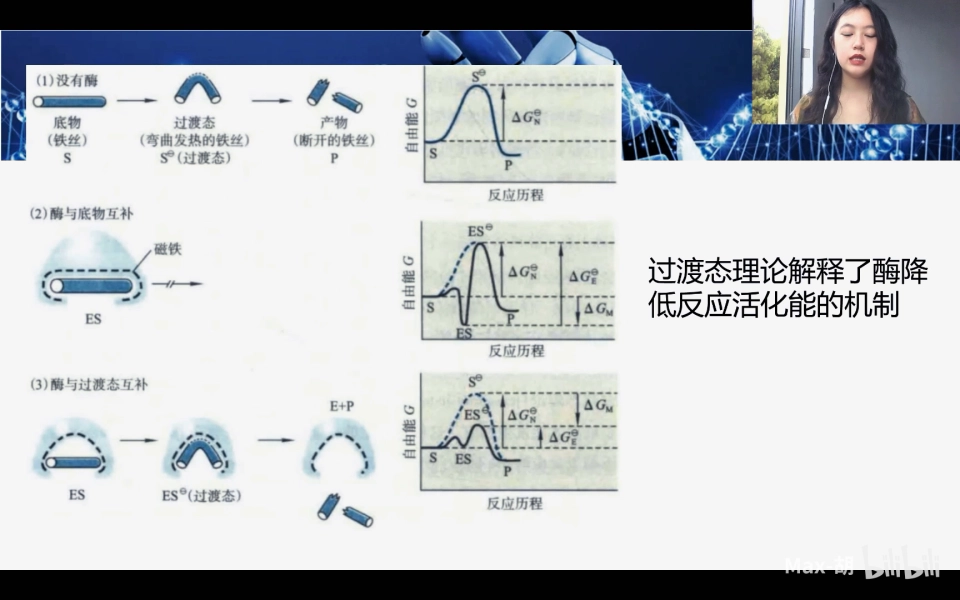 (1)没有酶
底物
(铁丝)
S
过渡态
(弯曲发热的铁丝)
S⊖(过渡态)
产物
(断开的铁丝)
P
自由能 G
S⊖
ΔG⊖N
S
P
反应历程
(2)酶与底物互补
磁铁
ES
自由能 G
ES⊖
ΔG⊖N
ΔG⊖E
ΔGM
S
P
ES
反应历程
过渡态理论解释了酶降
低反应活化能的机制
(3)酶与过渡态互补
ES
ES⊖(过渡态)
E+P
自由能 G
S⊖
ES⊖
ΔG⊖N
ΔGM
ΔG⊖E
S
ES
P
反应历程
Max-胡
bilibili